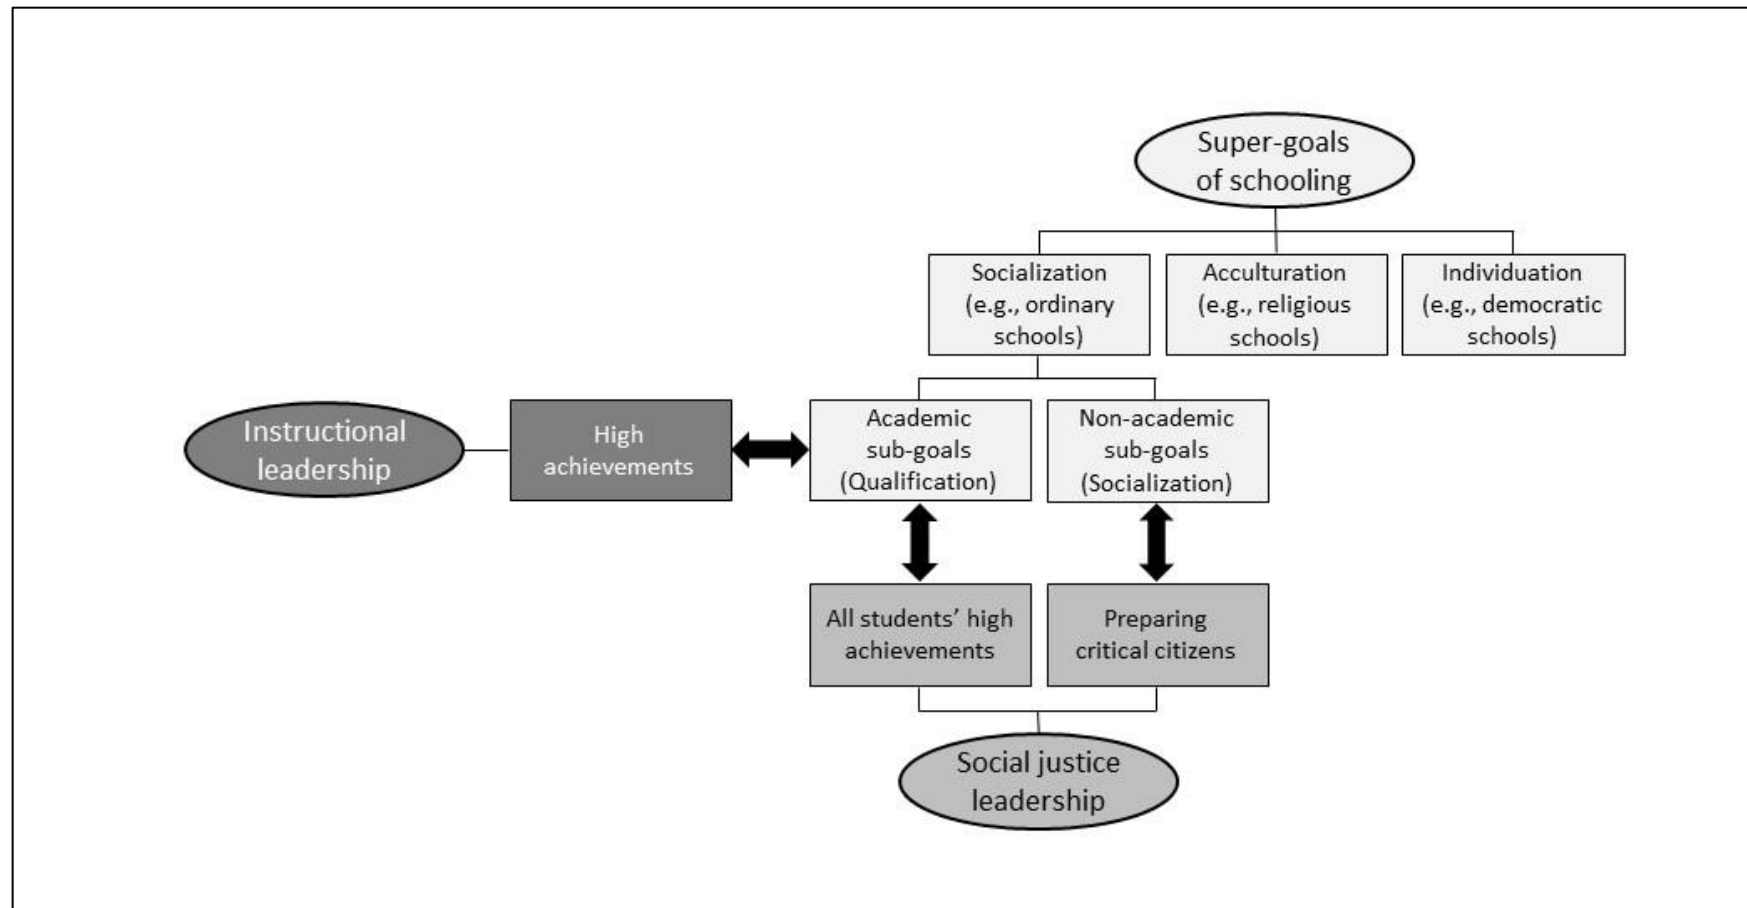 Super-goals
of schooling
Socialization
(e.g., ordinary
schools)
Acculturation
(e.g., religious
schools)
Individuation
(e.g., democratic
schools)
Instructional
leadership
High
achievements
Academic
sub-goals
(Qualification)
Non-academic
sub-goals
(Socialization)
All students’ high
achievements
Preparing
critical citizens
Social justice
leadership